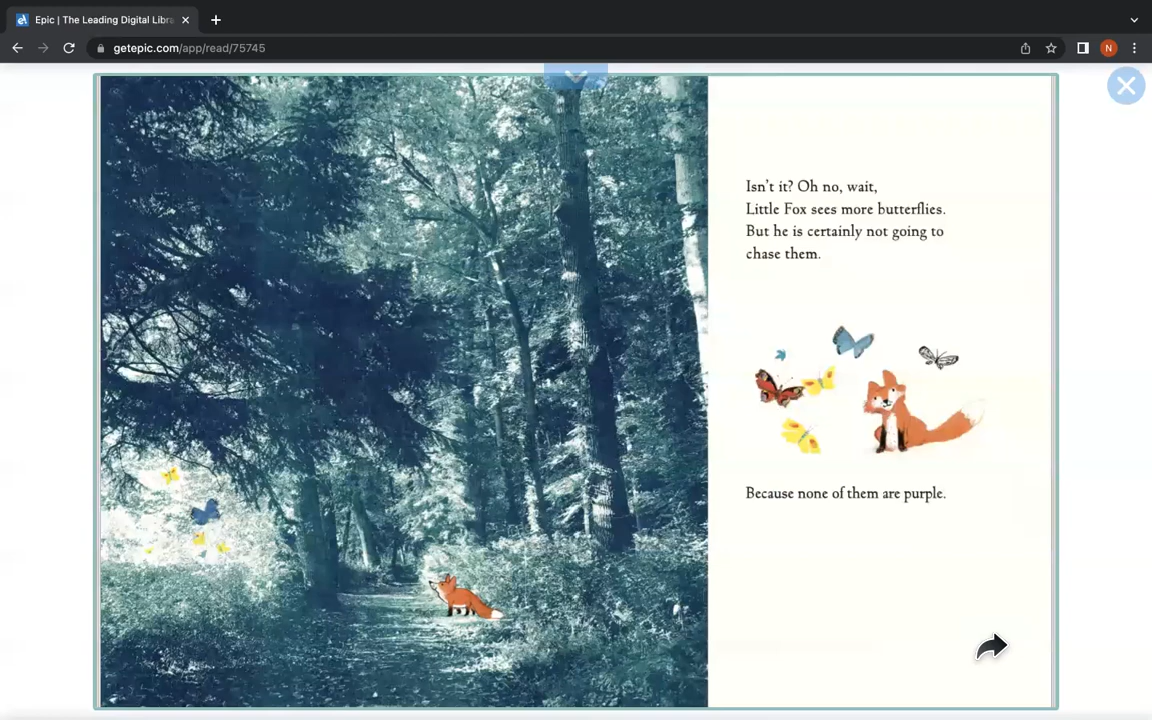 Epic | The Leading Digital Libra
getepic.com/app/read/75745
N
Isn't it? Oh no, wait,
Little Fox sees more butterflies.
But he is certainly not going to
chase them.
Because none of them are purple.